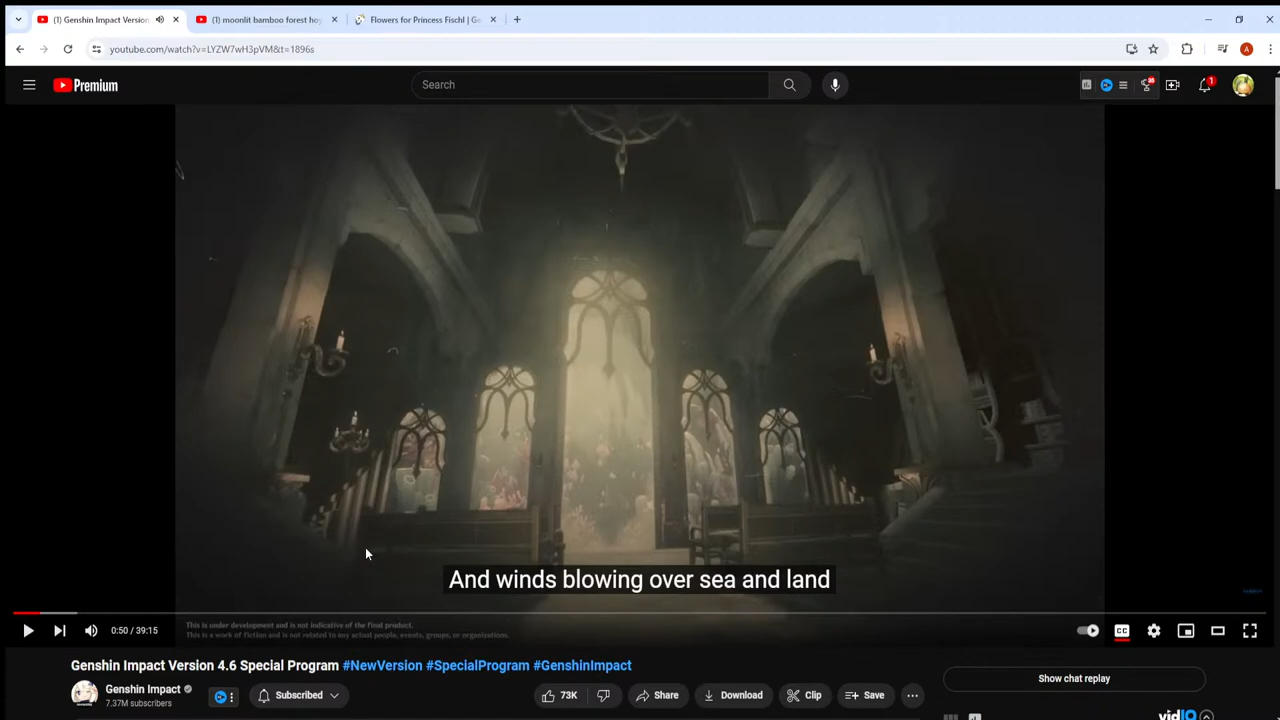 (1) Genshin Impact Version
(1) moonlit bamboo forest hoy
Flowers for Princess Fischl | Ge
youtube.com/watch?v=LYZW7wH3pVM&t=1896s
A
Premium
Search
1
And winds blowing over sea and land
0:50 / 39:15
CC
This is under development and is not indicative of the final product.
This is a work of fiction and is not related to any actual people, events, groups, or organizations.
Genshin Impact Version 4.6 Special Program #NewVersion #SpecialProgram #GenshinImpact
Genshin Impact
7.37M subscribers
Subscribed
73K
Share
Download
Clip
Save
Show chat replay
vidIQ